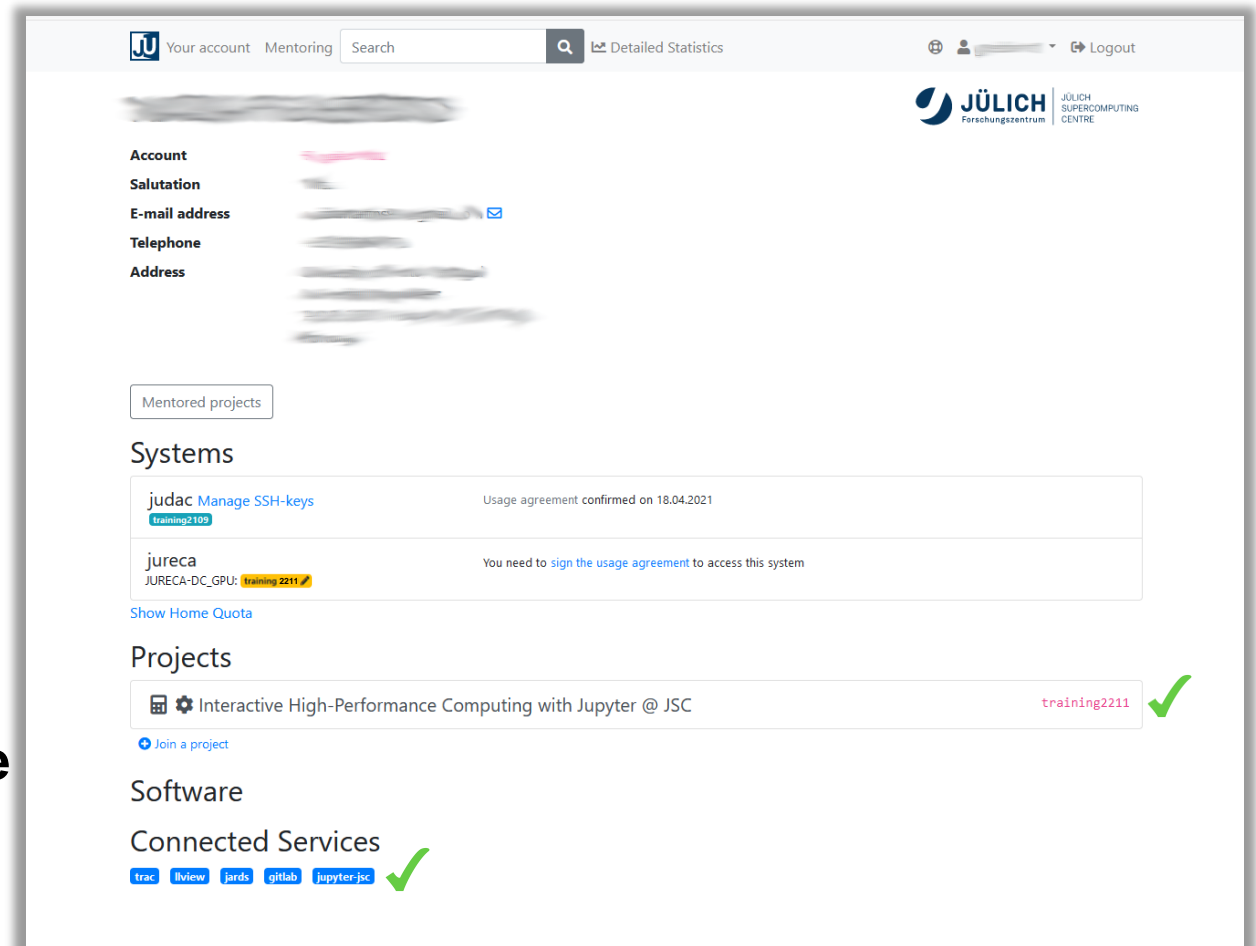 JU Your account Mentoring Search Detailed Statistics Logout
JÜLICH Forschungszentrum
JÜLICH
SUPERCOMPUTING
CENTRE
Account
Salutation
E-mail address
Telephone
Address
Mentored projects
Systems
judac Manage SSH-keys Usage agreement confirmed on 18.04.2021
training2109
jureca You need to sign the usage agreement to access this system
JURECA-DC_GPU: training 2211
Show Home Quota
Projects
Interactive High-Performance Computing with Jupyter @ JSC training2211
Join a project
e
Software
Connected Services
trac llview jards gitlab jupyter-jsc